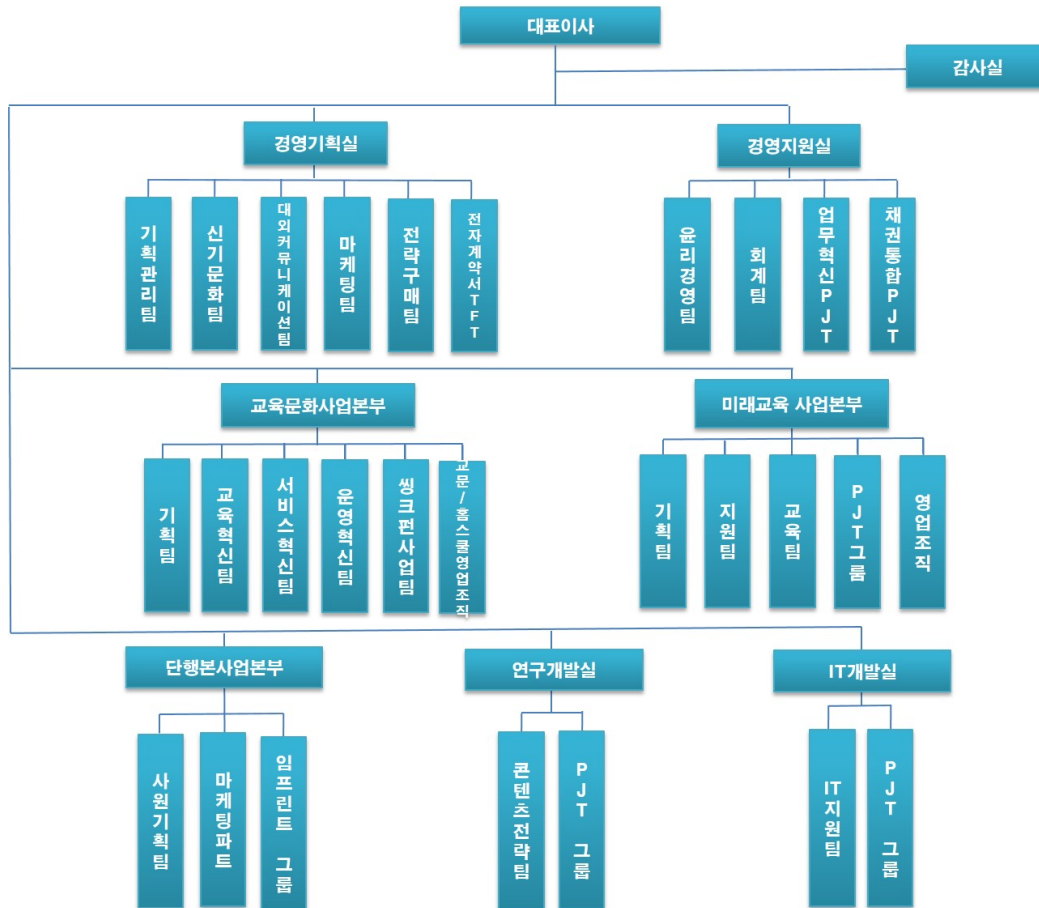 대표이사
감사실
경영기획실
경영지원실
기획관리팀
신기문화팀
대외커뮤니케이션팀
마케팅팀
전략구매팀
전자계약서TFT
윤리경영팀
회계팀
업무혁신PJT
채권통합PJT
교육문화사업본부
미래교육 사업본부
기획팀
교육혁신팀
서비스혁신팀
운영혁신팀
씽크펀사업팀
교문/홈스쿨영업조직
기획팀
지원팀
교육팀
PJT그룹
영업조직
단행본사업본부
연구개발실
IT개발실
사원기획팀
마케팅파트
임프린트 그룹
콘텐츠전략팀
PJT 그룹
IT지원팀
PJT 그룹